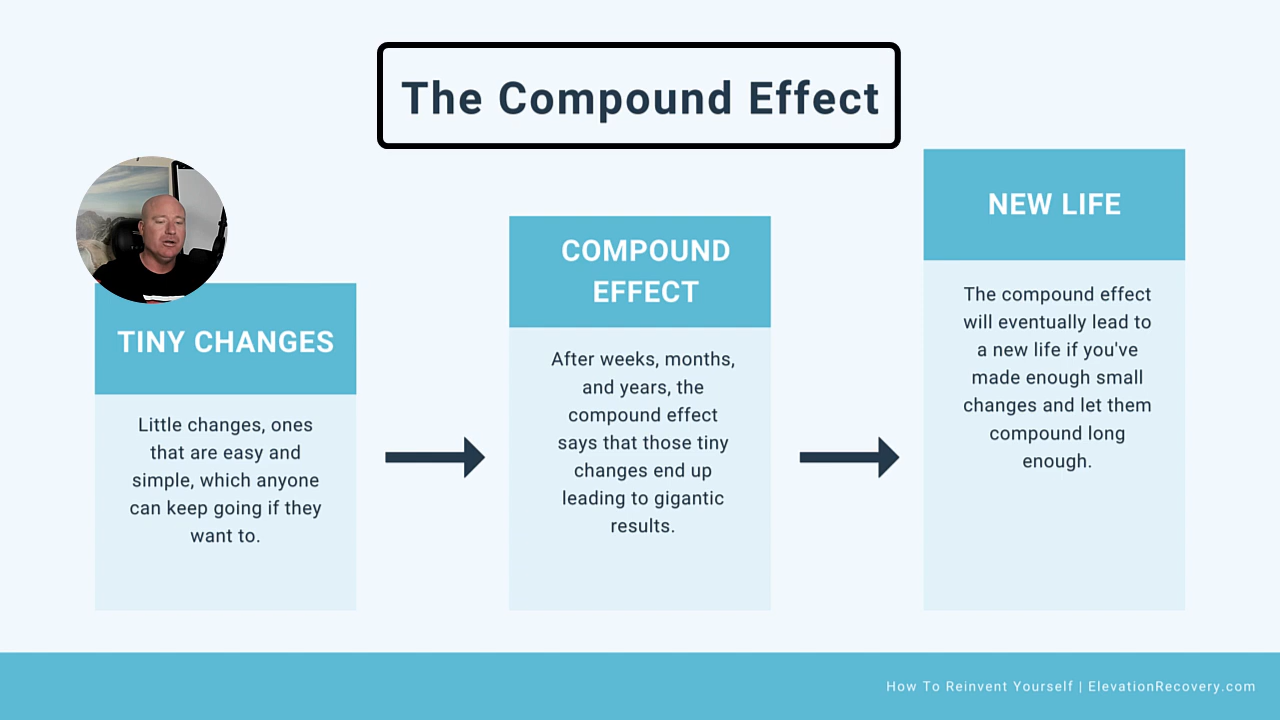 The Compound Effect
TINY CHANGES
Little changes, ones
that are easy and
simple, which anyone
can keep going if they
want to.
COMPOUND
EFFECT
After weeks, months,
and years, the
compound effect
says that those tiny
changes end up
leading to gigantic
results.
NEW LIFE
The compound effect
will eventually lead to
a new life if you've
made enough small
changes and let them
compound long
enough.
How To Reinvent Yourself | ElevationRecovery.com